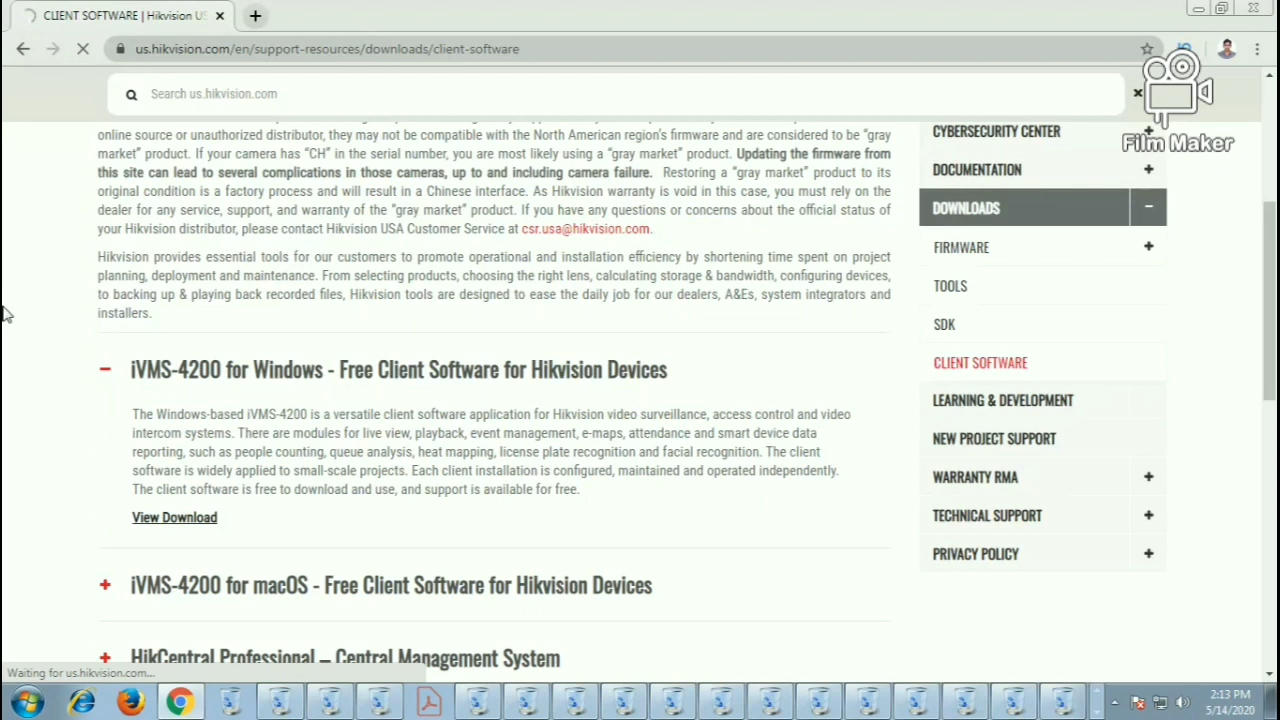 CLIENT SOFTWARE | Hikvision US
us.hikvision.com/en/support-resources/downloads/client-software
Search us.hikvision.com
Film Maker
online source or unauthorized distributor, they may not be compatible with the North American region's firmware and are considered to be "gray
market" product. If your camera has "CH" in the serial number, you are most likely using a "gray market" product. Updating the firmware from
this site can lead to several complications in those cameras, up to and including camera failure. Restoring a "gray market" product to its
original condition is a factory process and will result in a Chinese interface. As Hikvision warranty is void in this case, you must rely on the
dealer for any service, support, and warranty of the "gray market" product. If you have any questions or concerns about the official status of
your Hikvision distributor, please contact Hikvision USA Customer Service at csr.usa@hikvision.com.
Hikvision provides essential tools for our customers to promote operational and installation efficiency by shortening time spent on project
planning, deployment and maintenance. From selecting products, choosing the right lens, calculating storage & bandwidth, configuring devices,
to backing up & playing back recorded files, Hikvision tools are designed to ease the daily job for our dealers, A&Es, system integrators and
installers.
iVMS-4200 for Windows - Free Client Software for Hikvision Devices
The Windows-based iVMS-4200 is a versatile client software application for Hikvision video surveillance, access control and video
intercom systems. There are modules for live view, playback, event management, e-maps, attendance and smart device data
reporting, such as people counting, queue analysis, heat mapping, license plate recognition and facial recognition. The client
software is widely applied to small-scale projects. Each client installation is configured, maintained and operated independently.
The client software is free to download and use, and support is available for free.
View Download
iVMS-4200 for macOS - Free Client Software for Hikvision Devices
HikCentral Professional – Central Management System
CYBERSECURITY CENTER
DOCUMENTATION
DOWNLOADS
FIRMWARE
TOOLS
SDK
CLIENT SOFTWARE
LEARNING & DEVELOPMENT
NEW PROJECT SUPPORT
WARRANTY RMA
TECHNICAL SUPPORT
PRIVACY POLICY
Waiting for us.hikvision.com...
2:13 PM
5/14/2020